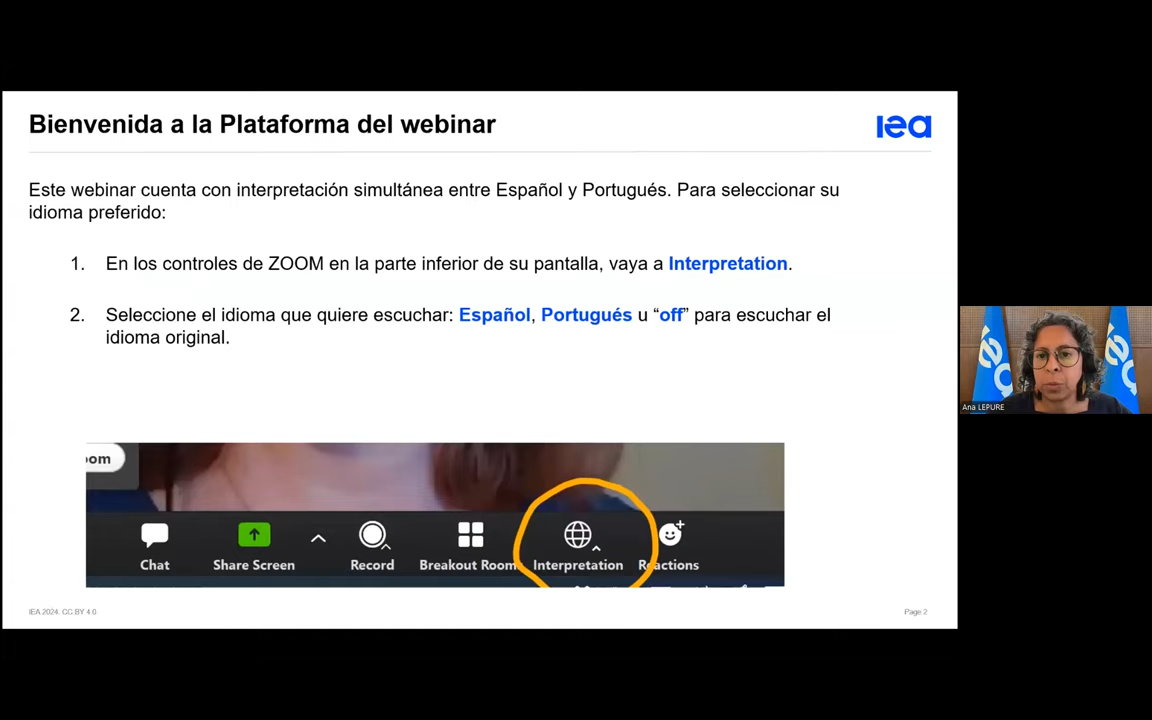 Bienvenida a la Plataforma del webinar
iea
Este webinar cuenta con interpretación simultánea entre Español y Portugués. Para seleccionar su
idioma preferido:
1. En los controles de ZOOM en la parte inferior de su pantalla, vaya a Interpretation.
2. Seleccione el idioma que quiere escuchar: Español, Portugués u “off” para escuchar el
idioma original.
oom
Chat Share Screen Record Breakout Room Interpretation Reactions
IEA 2024. CC BY 4.0. Page 2
iea iea
Ana LEPURE